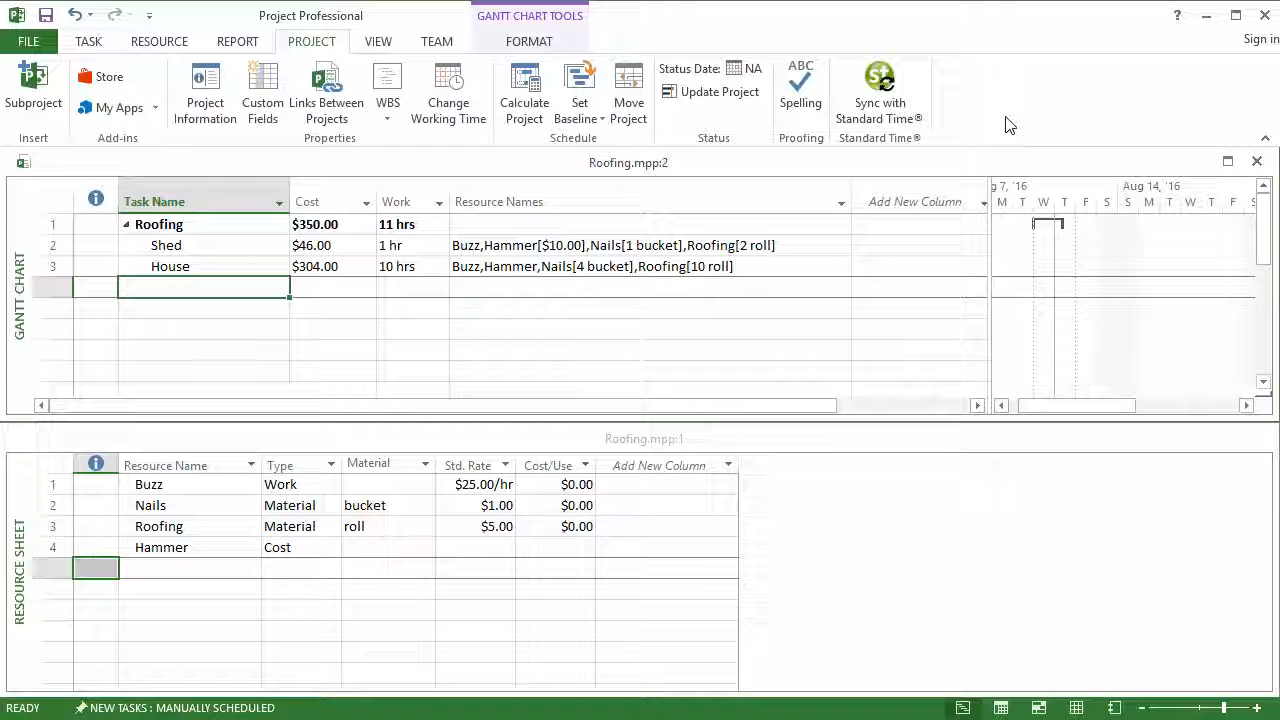 Project Professional
GANTT CHART TOOLS
?
Sign in
FILE TASK RESOURCE REPORT PROJECT VIEW TEAM FORMAT
Subproject
Insert
Store
My Apps
Add-ins
Project Information
Custom Fields
Links Between Projects
WBS
Change Working Time
Properties
Calculate Project
Set Baseline
Move Project
Schedule
Status Date: NA
Update Project
Status
ABC
Spelling
Proofing
Sync with Standard Time®
Standard Time®
Roofing.mpp:2
GANTT CHART
Task Name Cost Work Resource Names Add New Column
g 7, '16 Aug 14, '16
M T W T F S S M T W T F S
1 Roofing $350.00 11 hrs
2 Shed $46.00 1 hr Buzz,Hammer[$10.00],Nails[1 bucket],Roofing[2 roll]
3 House $304.00 10 hrs Buzz,Hammer,Nails[4 bucket],Roofing[10 roll]
Roofing.mpp:1
RESOURCE SHEET
Resource Name Type Material Std. Rate Cost/Use Add New Column
1 Buzz Work $25.00/hr $0.00
2 Nails Material bucket $1.00 $0.00
3 Roofing Material roll $5.00 $0.00
4 Hammer Cost
READY NEW TASKS : MANUALLY SCHEDULED